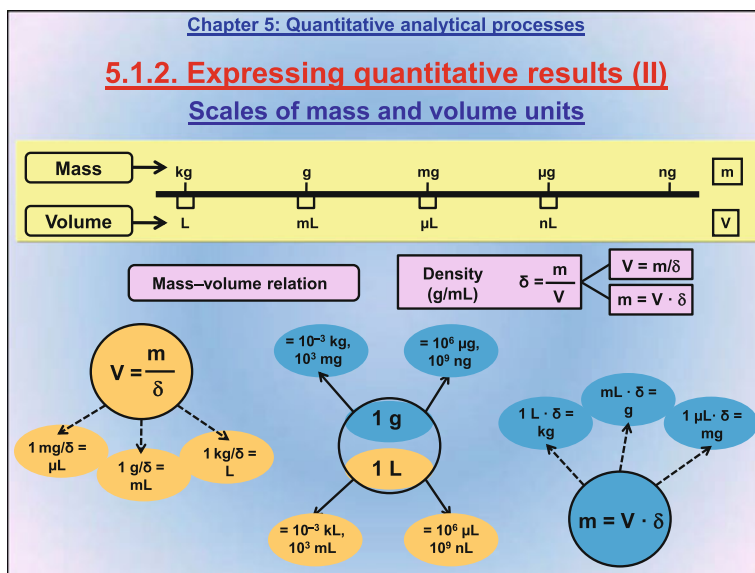 Chapter 5: Quantitative analytical processes
5.1.2. Expressing quantitative results (II)
Scales of mass and volume units
Mass
kg g mg µg ng
m
Volume
L mL µL nL
V
Mass–volume relation
Density
(g/mL)
δ = m/V
V = m/δ
m = V · δ
V = m/δ
1 mg/δ =
µL
1 g/δ =
mL
1 kg/δ =
L
= 10⁻³ kg,
10³ mg
= 10⁶ µg,
10⁹ ng
1 g
1 L
= 10⁻³ kL,
10³ mL
= 10⁶ µL
10⁹ nL
1 L · δ =
kg
mL · δ =
g
1 µL· δ =
mg
m = V · δ